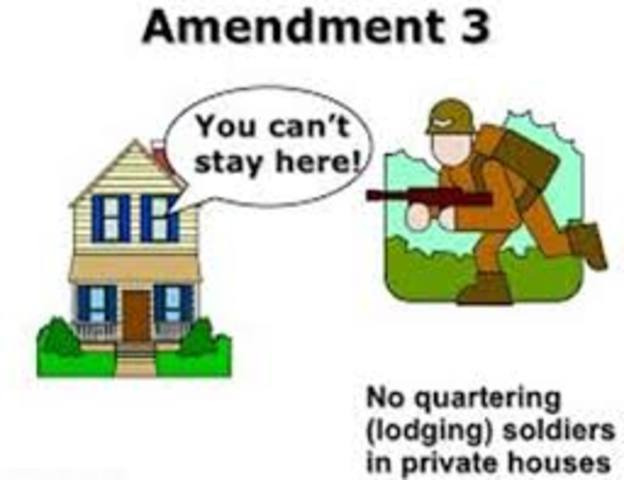 Amendment 3
You can't
stay here!
No quartering
(lodging) soldiers
in private houses